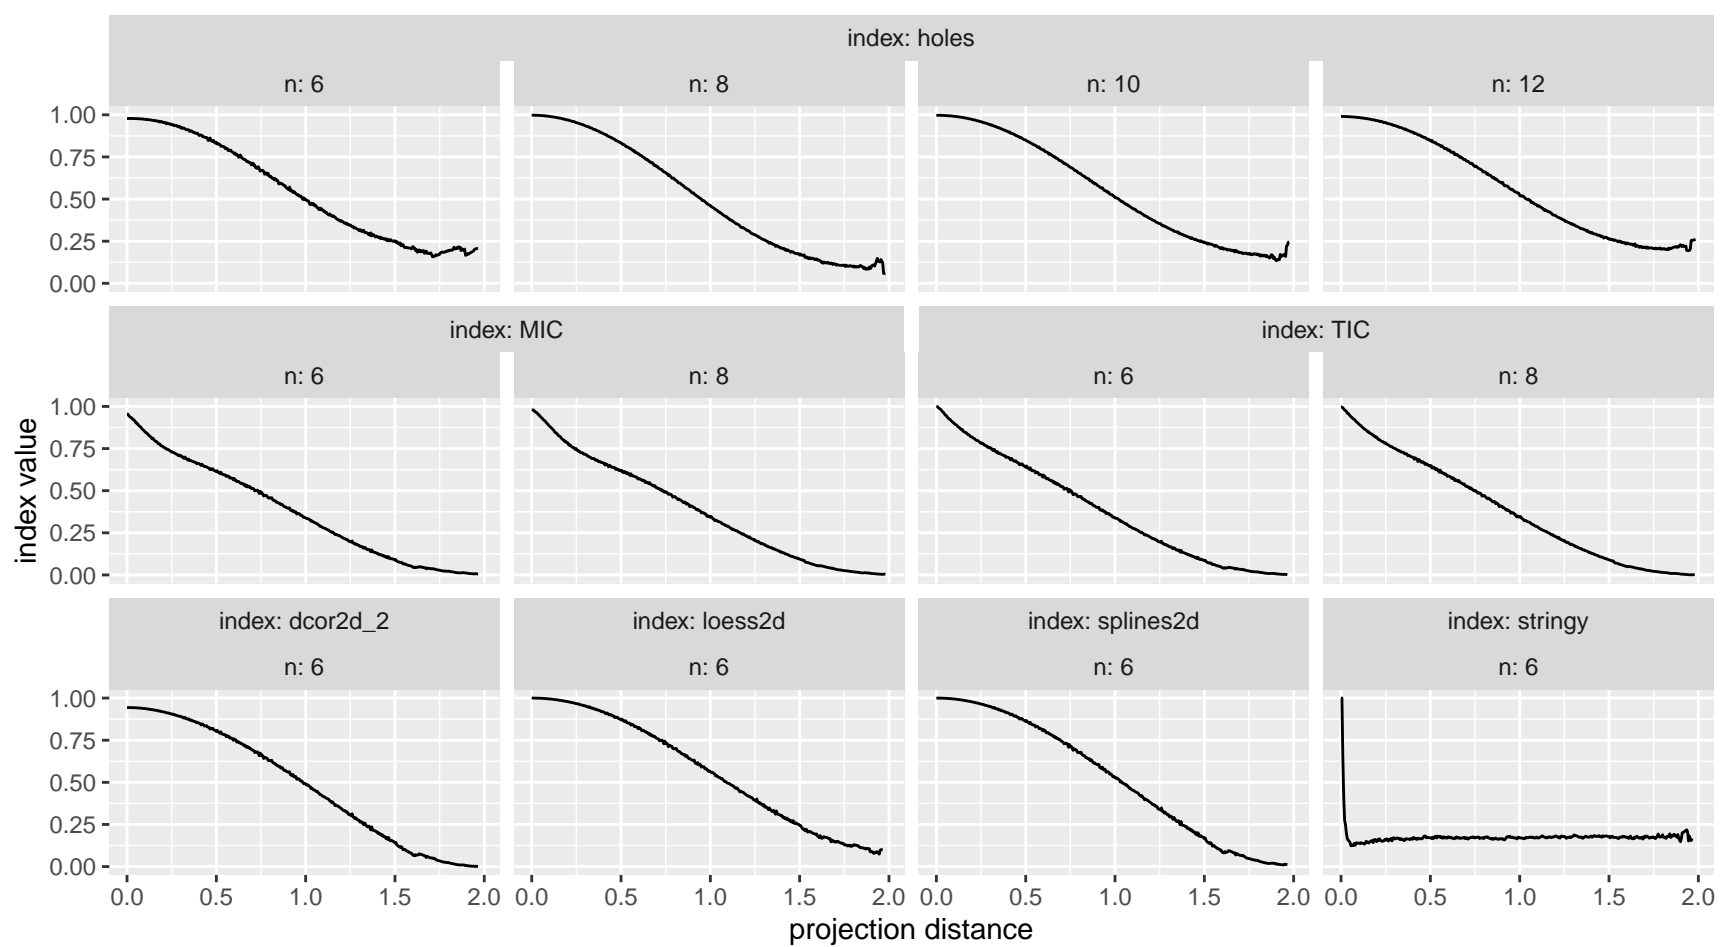 index: holes
n: 6 n: 8 n: 10 n: 12
1.00
0.75
0.50
0.25
0.00
index: MIC index: TIC
n: 6 n: 8 n: 6 n: 8
1.00
0.75
0.50
0.25
0.00
index value
index: dcor2d_2 index: loess2d index: splines2d index: stringy
n: 6 n: 6 n: 6 n: 6
1.00
0.75
0.50
0.25
0.00
0.0 0.5 1.0 1.5 2.0 0.0 0.5 1.0 1.5 2.0 0.0 0.5 1.0 1.5 2.0 0.0 0.5 1.0 1.5 2.0
projection distance